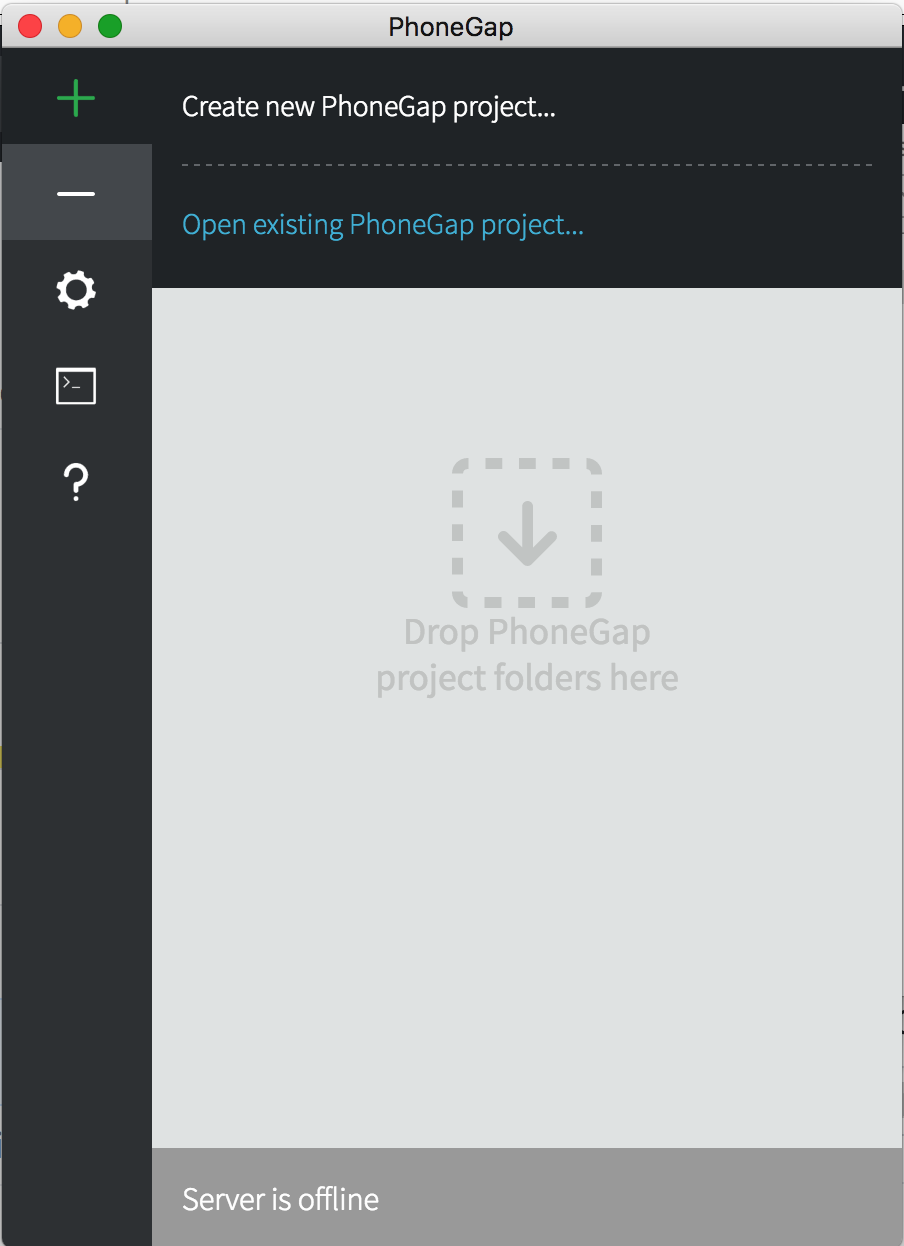 PhoneGap
Create new PhoneGap project...
Open existing PhoneGap project...
Drop PhoneGap
project folders here
Server is offline